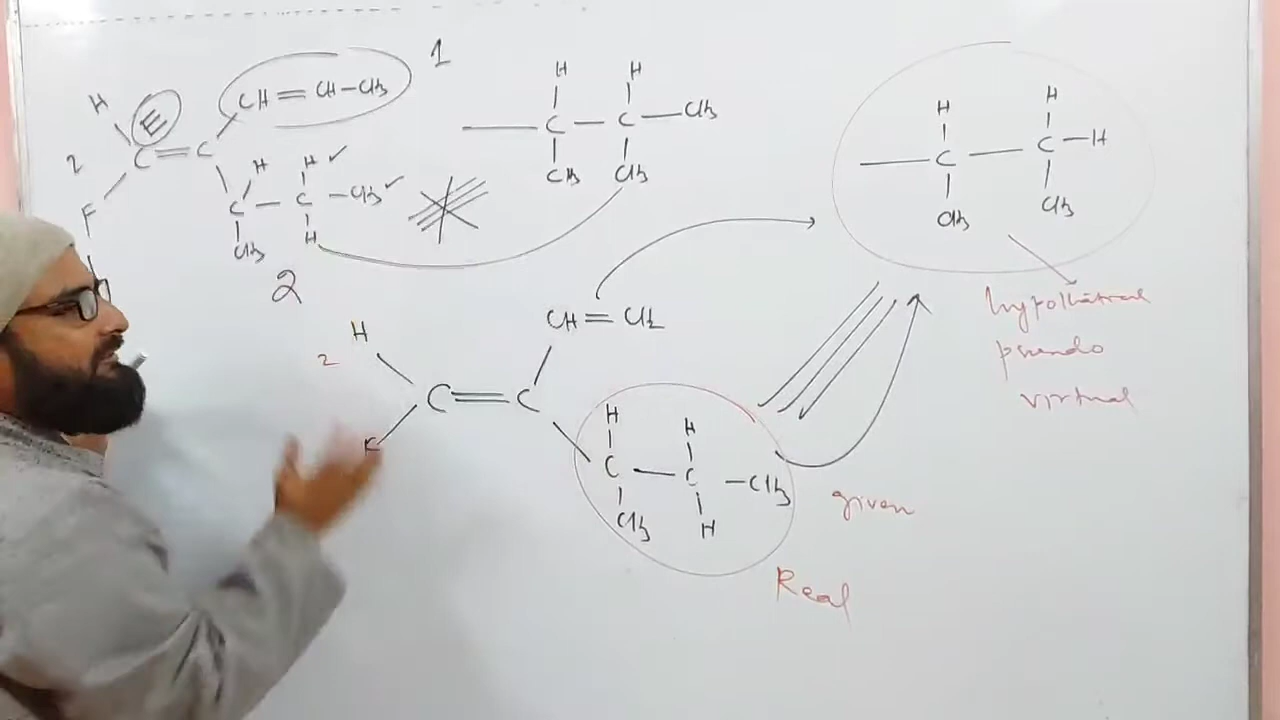 1
H
E
CH=CH-CH3
2
C=C
F
H
H ✓
C-C-CH3 ✓
H
CH3
2
H H
C-C-CH3
CH3 CH3
H H
C-C-H
CH3 CH3
pseudo
virtual
CH=CH2
H
2
C=C
F
H H
C-C-CH3
CH3 H
given
Real